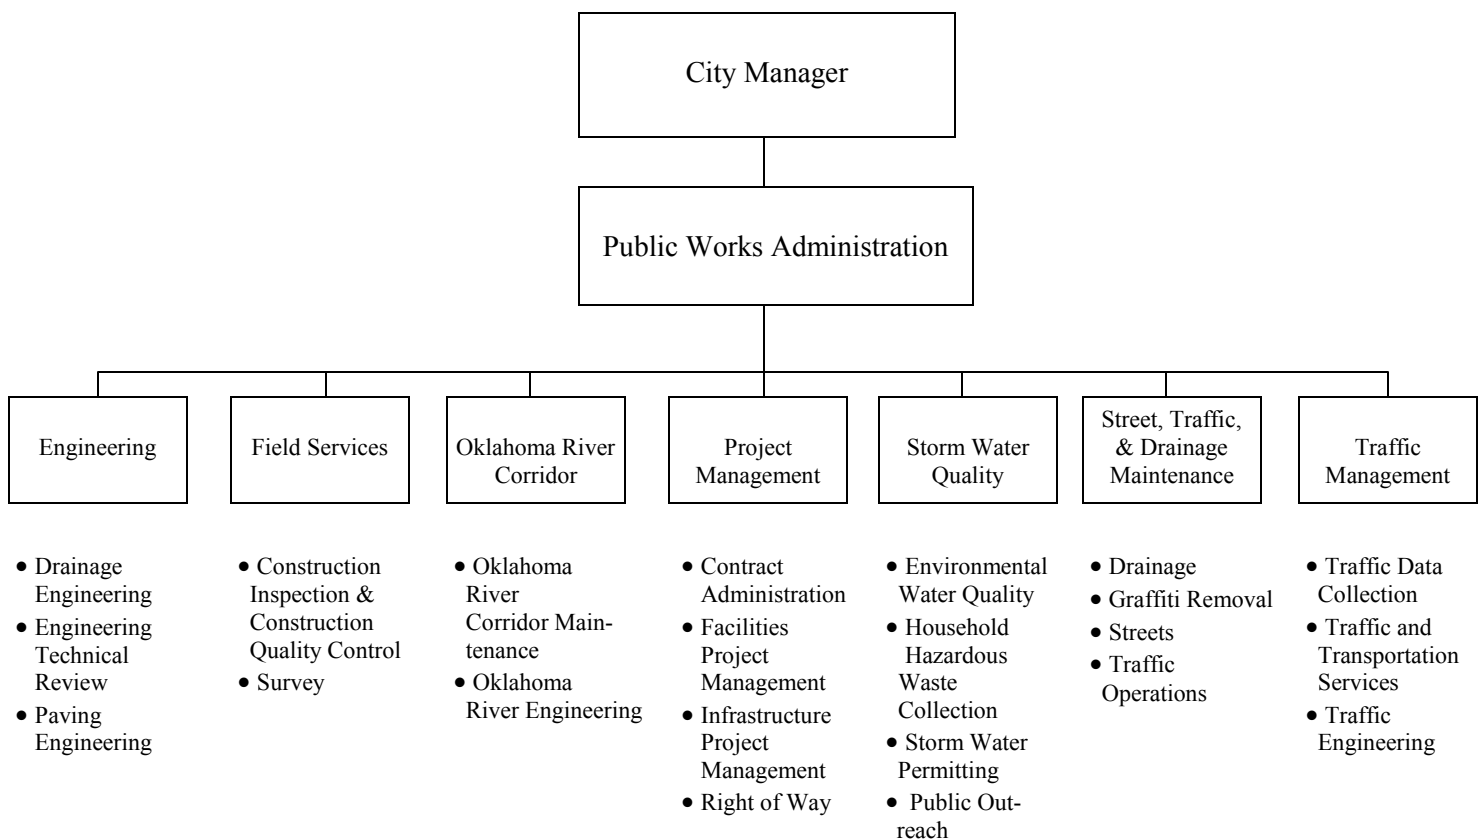 City Manager
Public Works Administration
Engineering
Field Services
Oklahoma River
Corridor
Project
Management
Storm Water
Quality
Street, Traffic,
& Drainage
Maintenance
Traffic
Management
• Drainage
Engineering
• Engineering
Technical
Review
• Paving
Engineering
• Construction
Inspection &
Construction
Quality Control
• Survey
• Oklahoma
River
Corridor Main-
tenance
• Oklahoma
River Engineering
• Contract
Administration
• Facilities
Project
Management
• Infrastructure
Project
Management
• Right of Way
• Environmental
Water Quality
• Household
Hazardous
Waste
Collection
• Storm Water
Permitting
• Public Out-
reach
• Drainage
• Graffiti Removal
• Streets
• Traffic
Operations
• Traffic Data
Collection
• Traffic and
Transportation
Services
• Traffic
Engineering